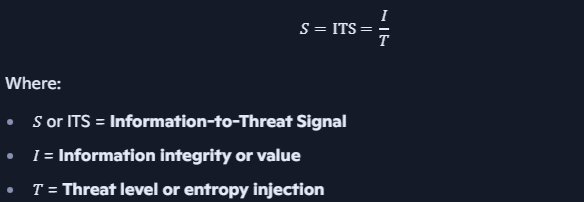 S = ITS = I/T
Where:
• S or ITS = Information-to-Threat Signal
• I = Information integrity or value
• T = Threat level or entropy injection